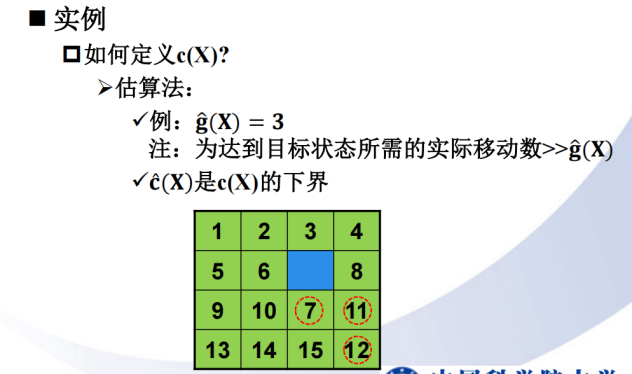 ■ 实例
如何定义c(X)?
➢估算法：
✓例：ĝ(X) = 3
注：为达到目标状态所需的实际移动数>>ĝ(X)
✓ĉ(X)是c(X)的下界
1 2 3 4
5 6 8
9 10 7 11
13 14 15 12